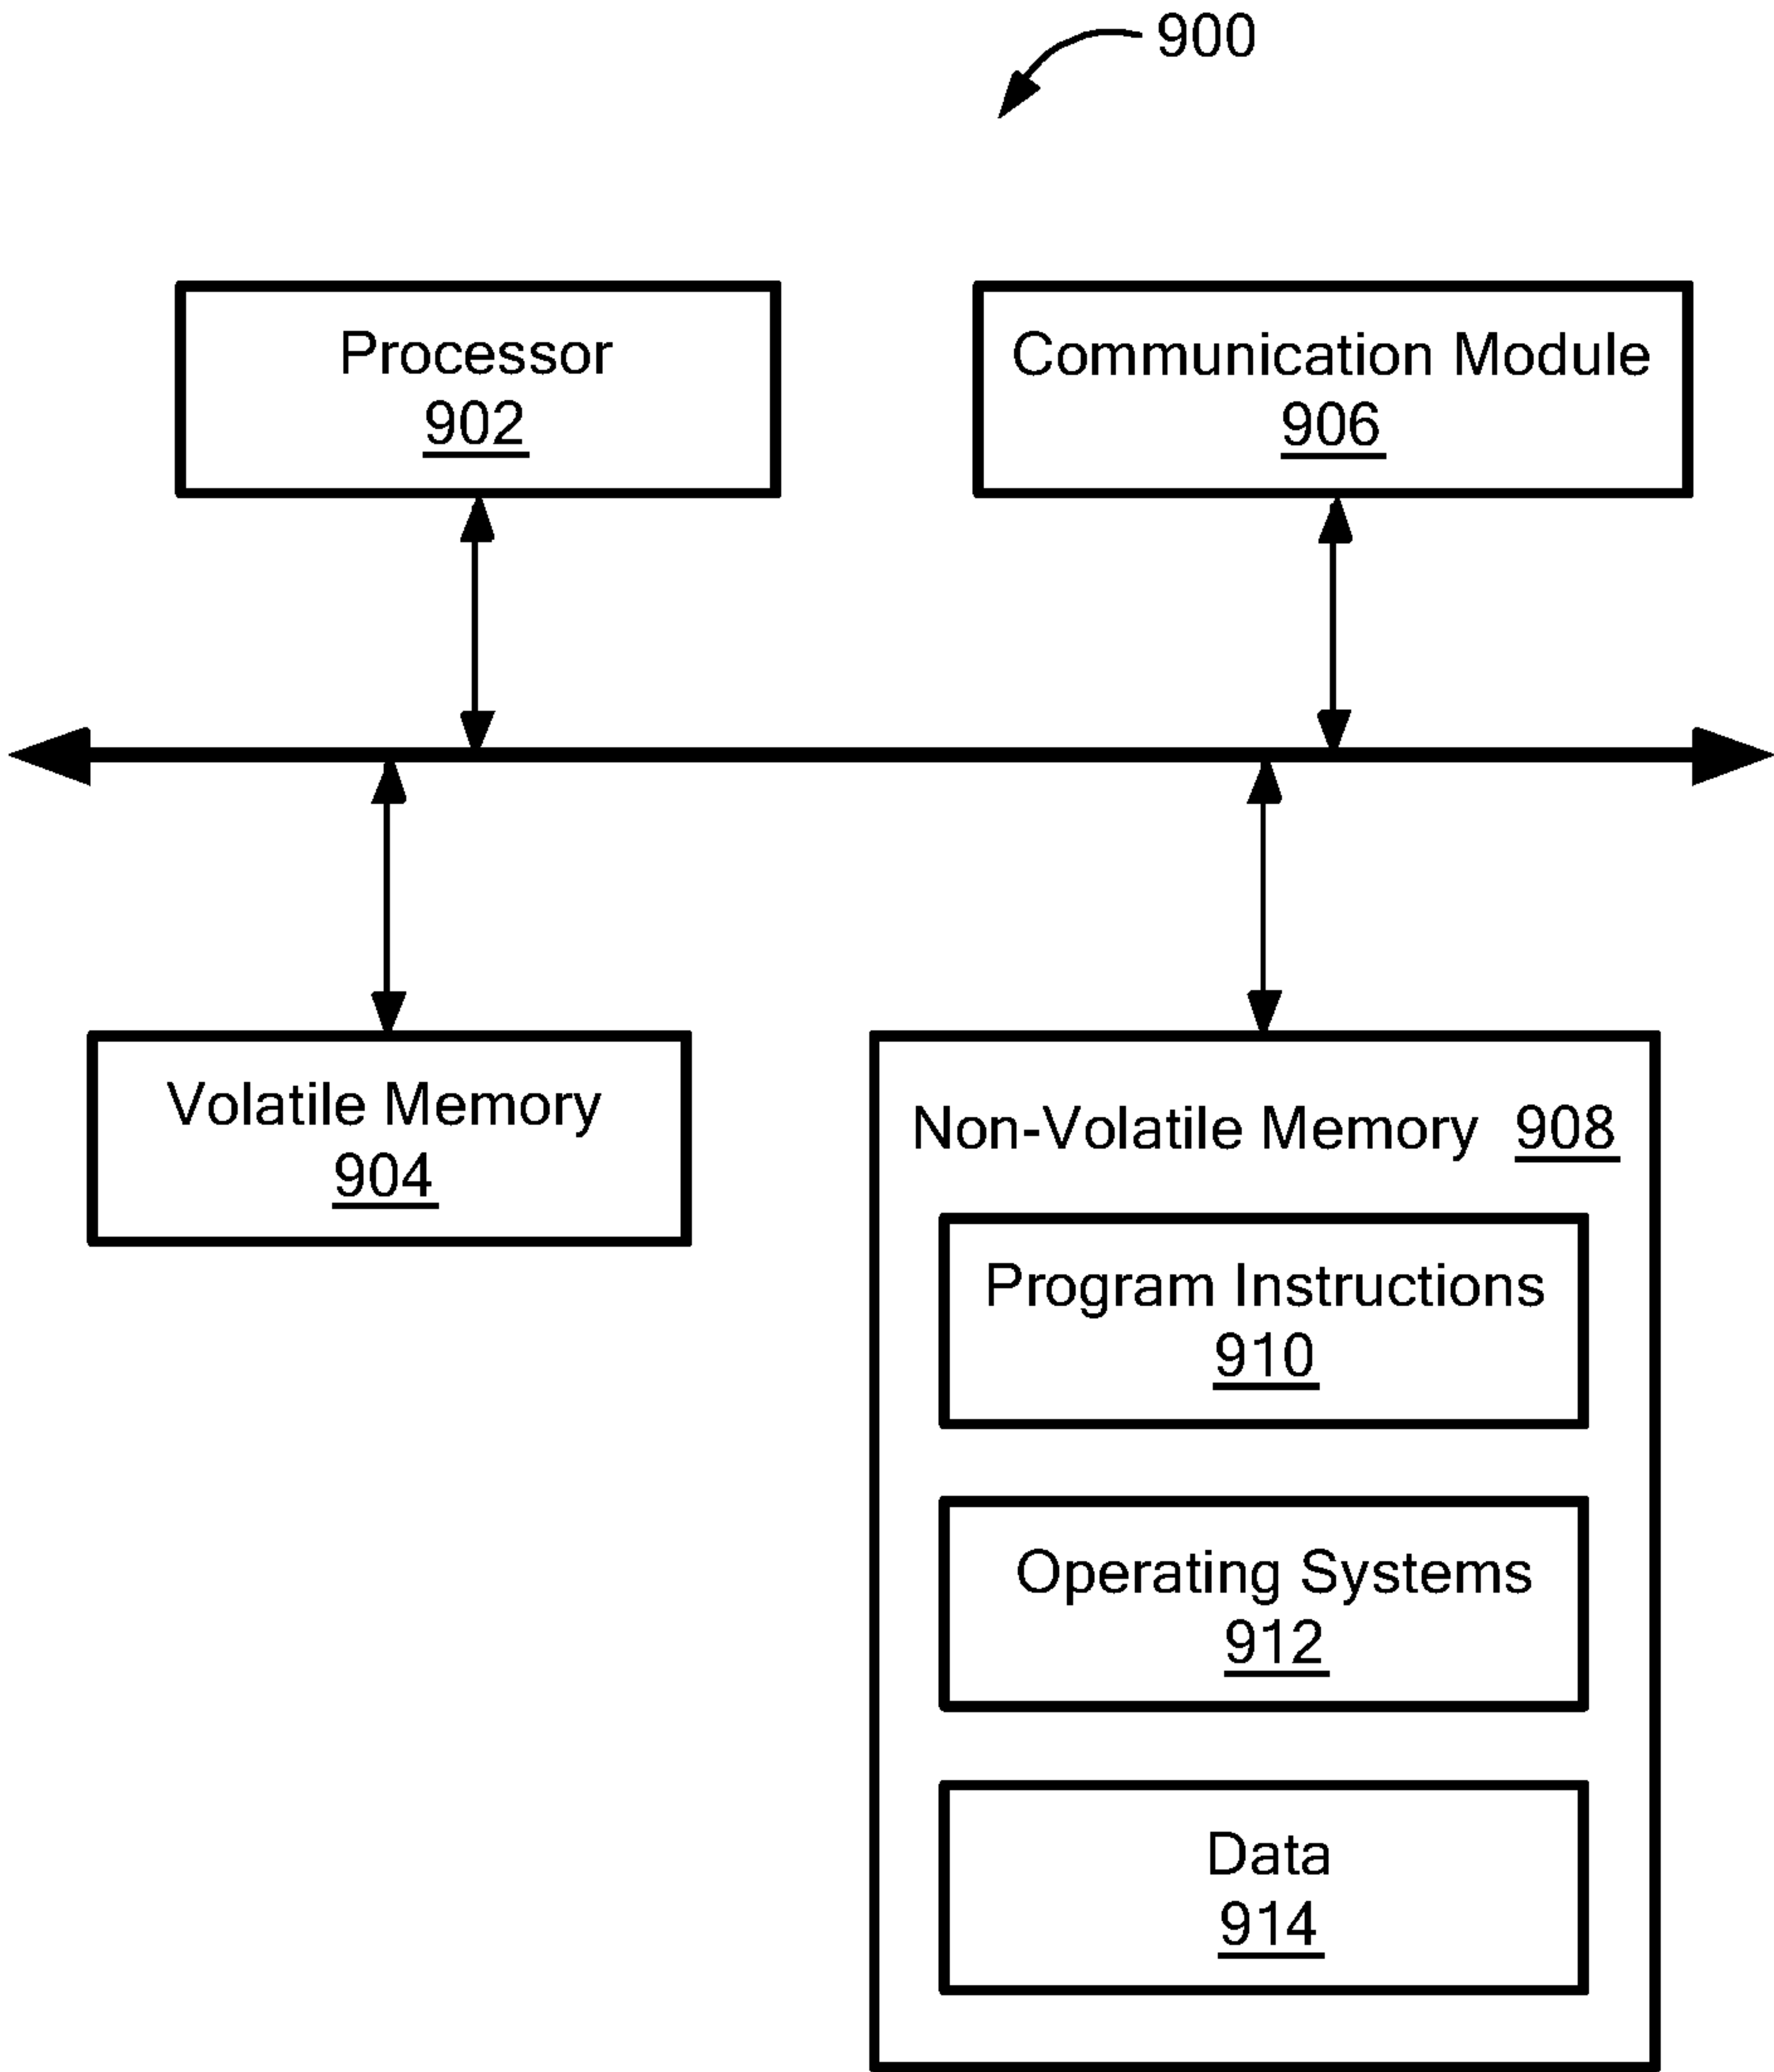 900
Processor
902
Communication Module
906
Volatile Memory
904
Non-Volatile Memory 908
Program Instructions
910
Operating Systems
912
Data
914